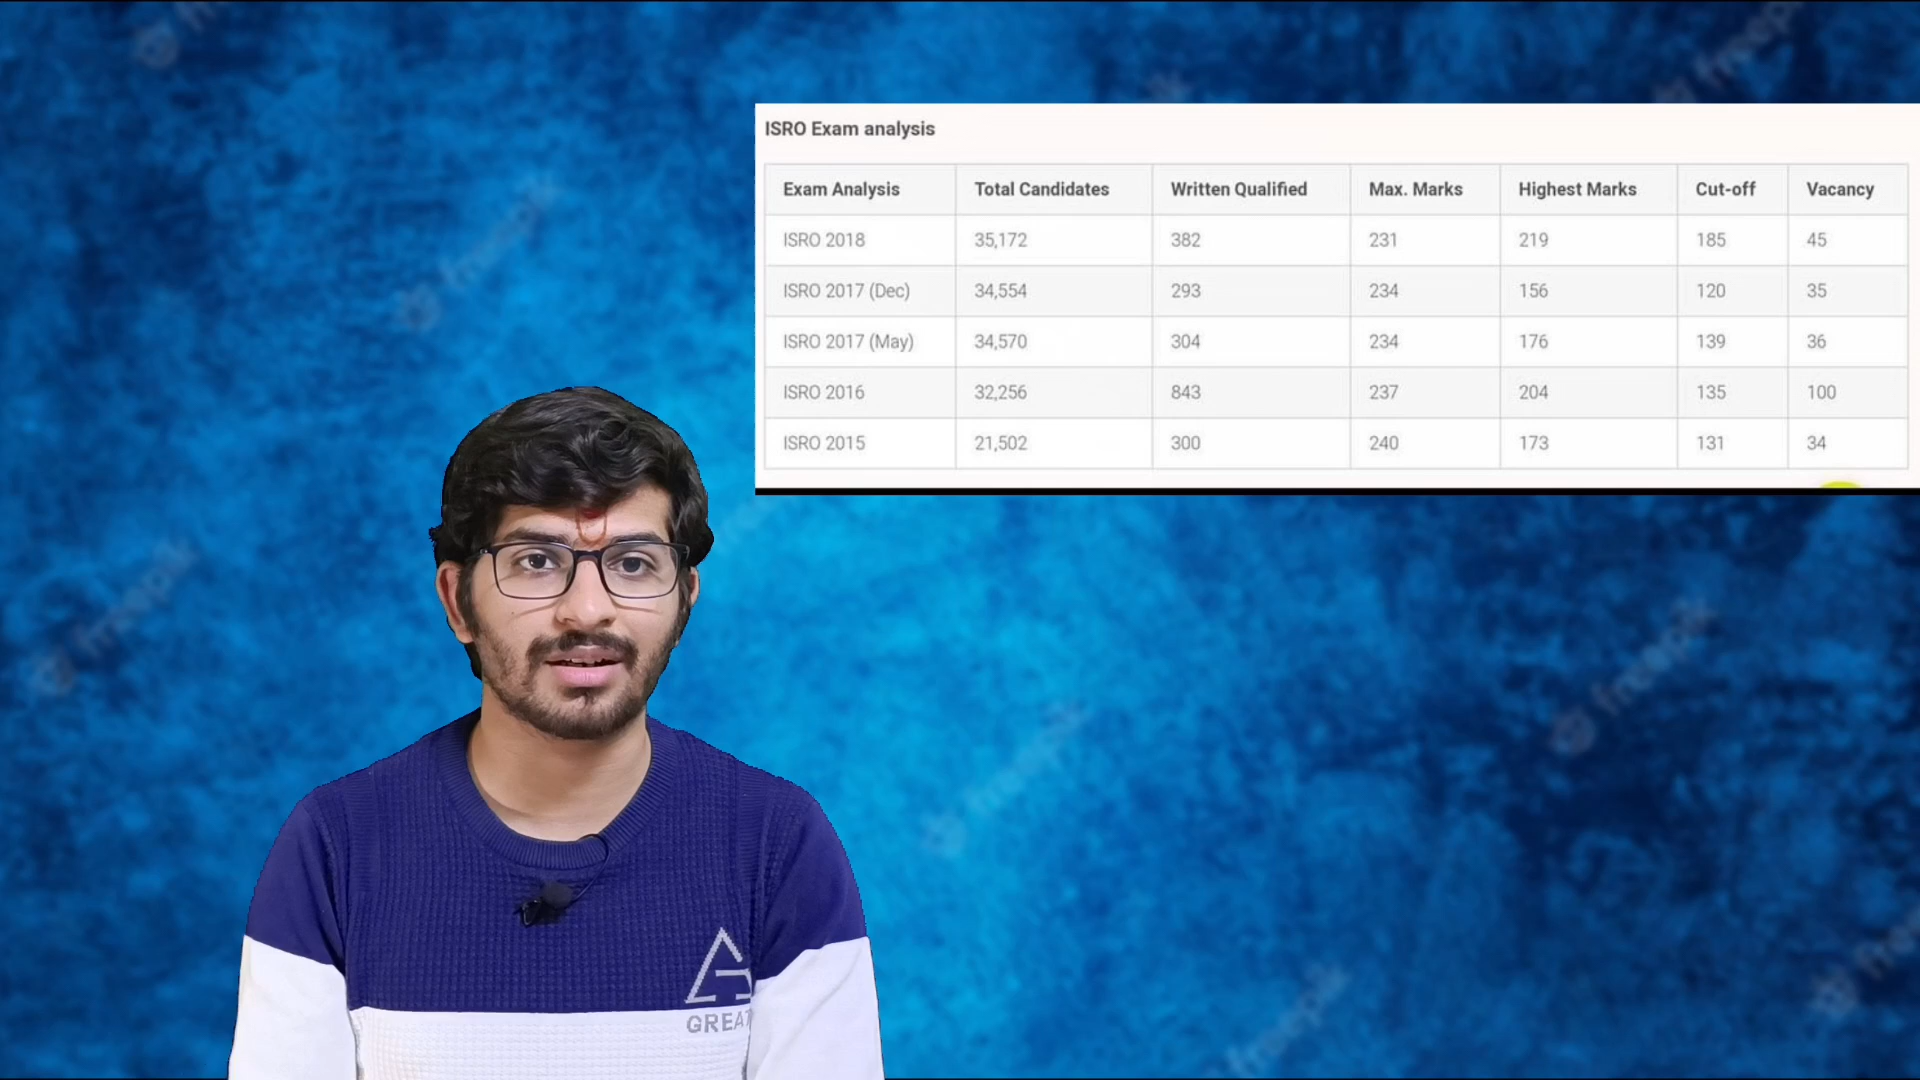 ISRO Exam analysis
Exam Analysis Total Candidates Written Qualified Max. Marks Highest Marks Cut-off Vacancy
ISRO 2018 35,172 382 231 219 185 45
ISRO 2017 (Dec) 34,554 293 234 156 120 35
ISRO 2017 (May) 34,570 304 234 176 139 36
ISRO 2016 32,256 843 237 204 135 100
ISRO 2015 21,502 300 240 173 131 34
GREAT